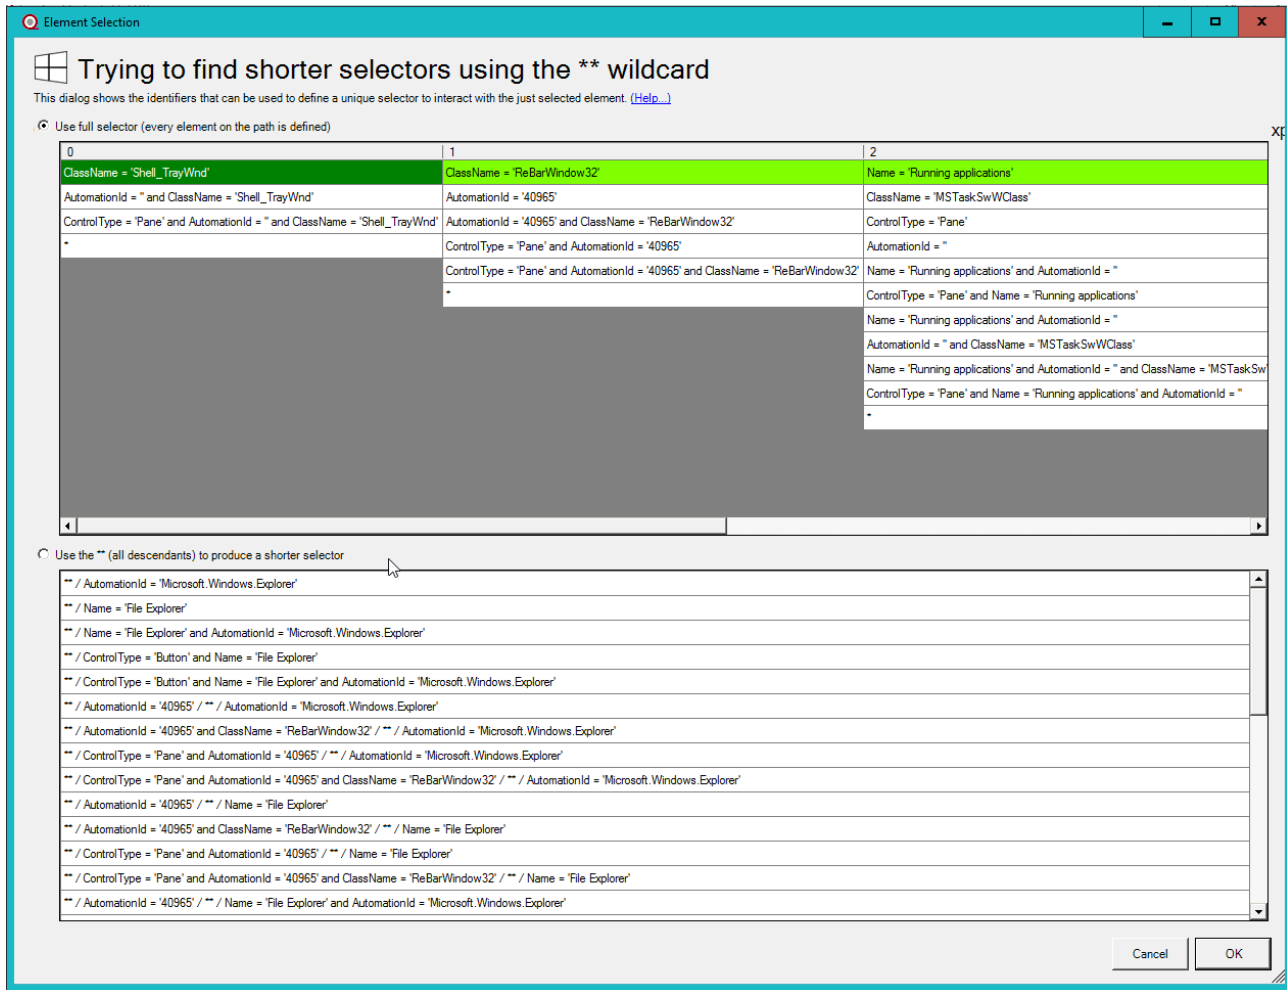 Element Selection
Trying to find shorter selectors using the ** wildcard
This dialog shows the identifiers that can be used to define a unique selector to interact with the just selected element. (Help...)
Use full selector (every element on the path is defined)
xp
0 1 2
ClassName = 'Shell_TrayWnd' ClassName = 'ReBarWindow32' Name = 'Running applications'
AutomationId = '' and ClassName = 'Shell_TrayWnd' AutomationId = '40965' ClassName = 'MSTaskSwWClass'
ControlType = 'Pane' and AutomationId = '' and ClassName = 'Shell_TrayWnd' AutomationId = '40965' and ClassName = 'ReBarWindow32' ControlType = 'Pane'
* ControlType = 'Pane' and AutomationId = '40965' AutomationId = ''
ControlType = 'Pane' and AutomationId = '40965' and ClassName = 'ReBarWindow32' Name = 'Running applications' and AutomationId = ''
* ControlType = 'Pane' and Name = 'Running applications'
Name = 'Running applications' and AutomationId = ''
AutomationId = '' and ClassName = 'MSTaskSwWClass'
Name = 'Running applications' and AutomationId = '' and ClassName = 'MSTaskSw
ControlType = 'Pane' and Name = 'Running applications' and AutomationId = ''
*
Use the ** (all descendants) to produce a shorter selector
** / AutomationId = 'Microsoft.Windows.Explorer'
** / Name = 'File Explorer'
** / Name = 'File Explorer' and AutomationId = 'Microsoft.Windows.Explorer'
** / ControlType = 'Button' and Name = 'File Explorer'
** / ControlType = 'Button' and Name = 'File Explorer' and AutomationId = 'Microsoft.Windows.Explorer'
** / AutomationId = '40965' / ** / AutomationId = 'Microsoft.Windows.Explorer'
** / AutomationId = '40965' and ClassName = 'ReBarWindow32' / ** / AutomationId = 'Microsoft.Windows.Explorer'
** / ControlType = 'Pane' and AutomationId = '40965' / ** / AutomationId = 'Microsoft.Windows.Explorer'
** / ControlType = 'Pane' and AutomationId = '40965' and ClassName = 'ReBarWindow32' / ** / AutomationId = 'Microsoft.Windows.Explorer'
** / AutomationId = '40965' / ** / Name = 'File Explorer'
** / AutomationId = '40965' and ClassName = 'ReBarWindow32' / ** / Name = 'File Explorer'
** / ControlType = 'Pane' and AutomationId = '40965' / ** / Name = 'File Explorer'
** / ControlType = 'Pane' and AutomationId = '40965' and ClassName = 'ReBarWindow32' / ** / Name = 'File Explorer'
** / AutomationId = '40965' / ** / Name = 'File Explorer' and AutomationId = 'Microsoft.Windows.Explorer'
Cancel OK